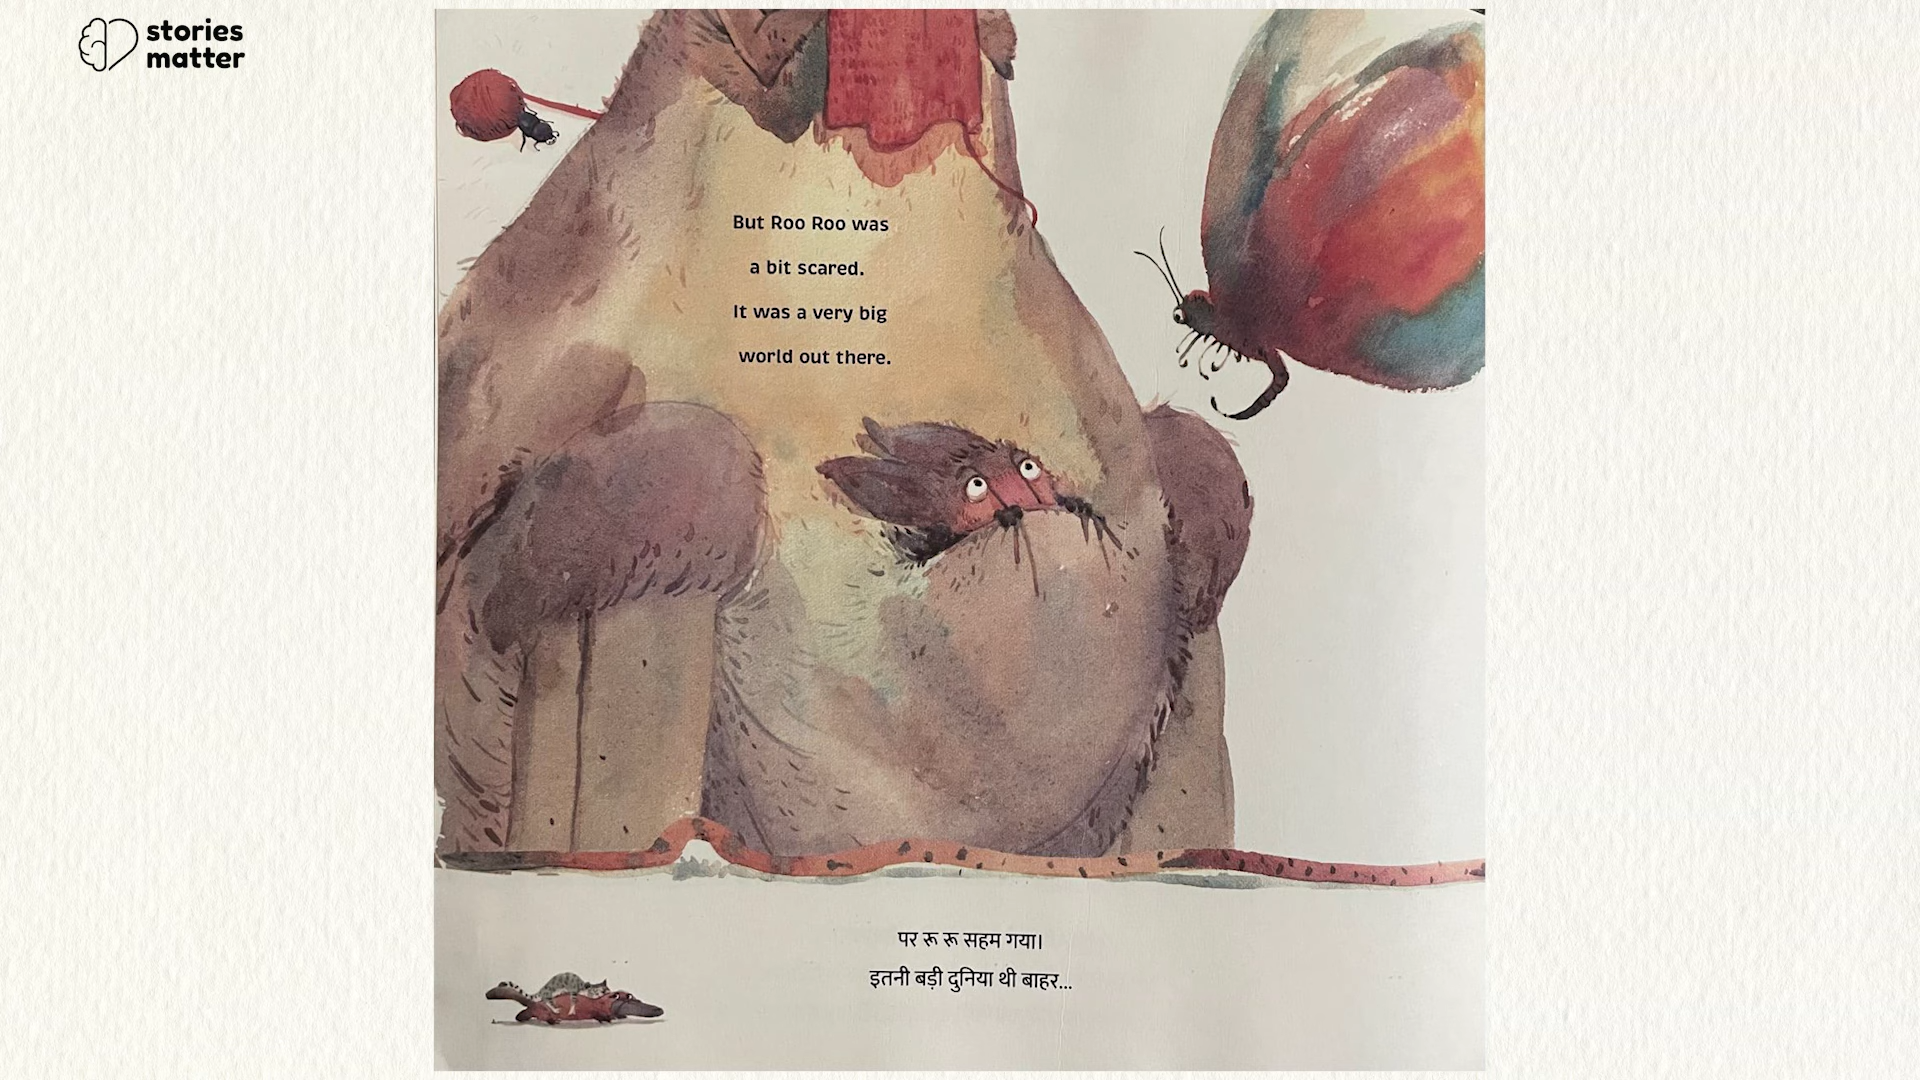 stories
matter
But Roo Roo was
a bit scared.
It was a very big
world out there.
पर रू रू सहम गया।
इतनी बड़ी दुनिया थी बाहर...